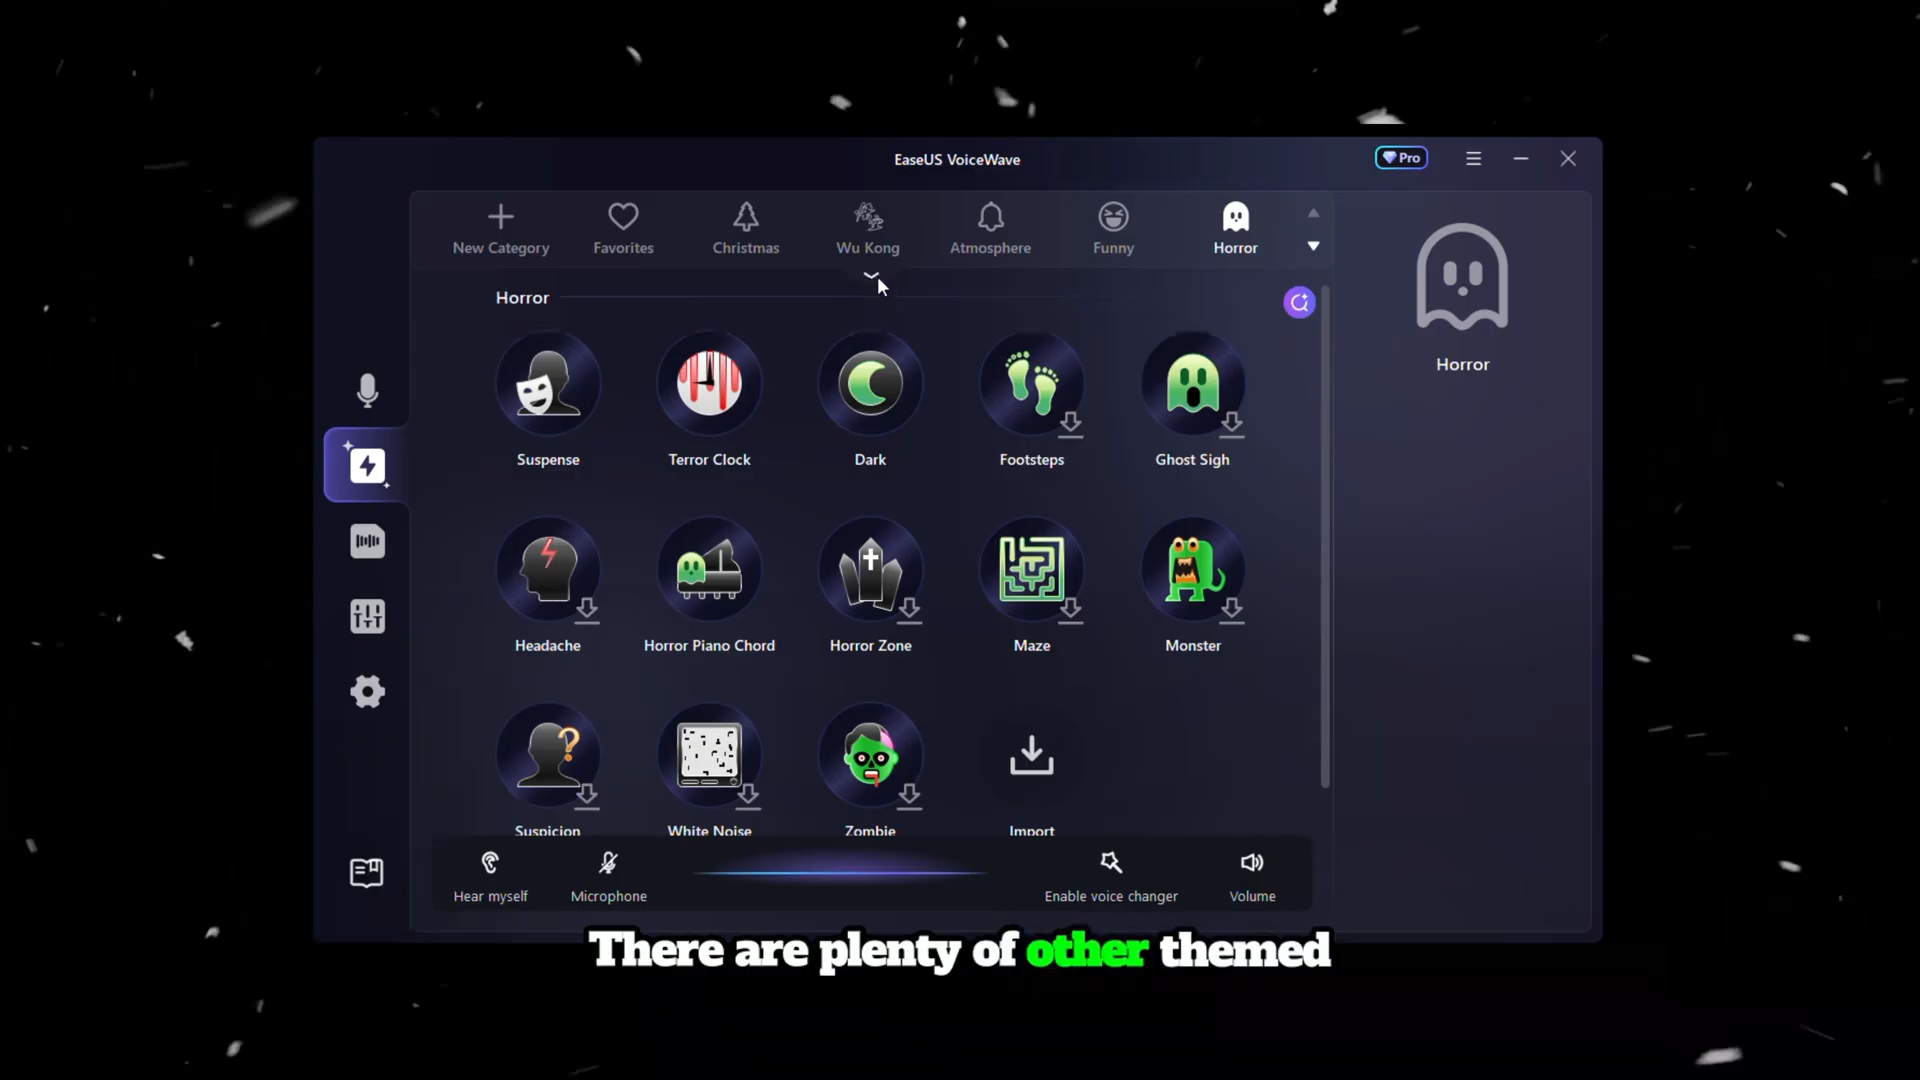 EaseUS VoiceWave
Pro
New Category
Favorites
Christmas
Wu Kong
Atmosphere
Funny
Horror
Horror
Horror
Suspense
Terror Clock
Dark
Footsteps
Ghost Sigh
Headache
Horror Piano Chord
Horror Zone
Maze
Monster
Suspicion
White Noise
Zombie
Import
Hear myself
Microphone
Enable voice changer
Volume
There are plenty of other themed